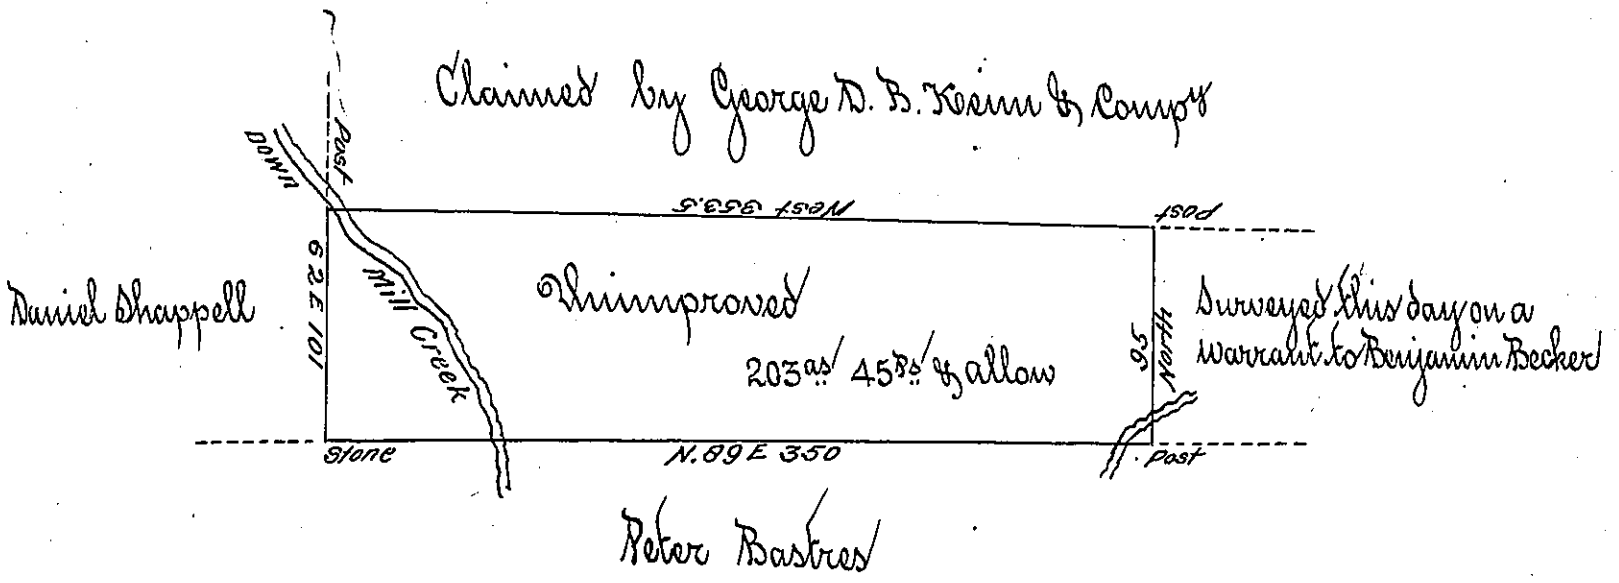 Claimed by George D. B. Keim & Compy
Down
Post
West 353.5
Post
Daniel Shappell
S 2 E 101
Mill Creek
Unimproved
203as 45ps & allow
North
95
Surveyed this day on a
warrant to Benjamin Becker
Stone
N. 89 E 350
Post
Peter Bastres